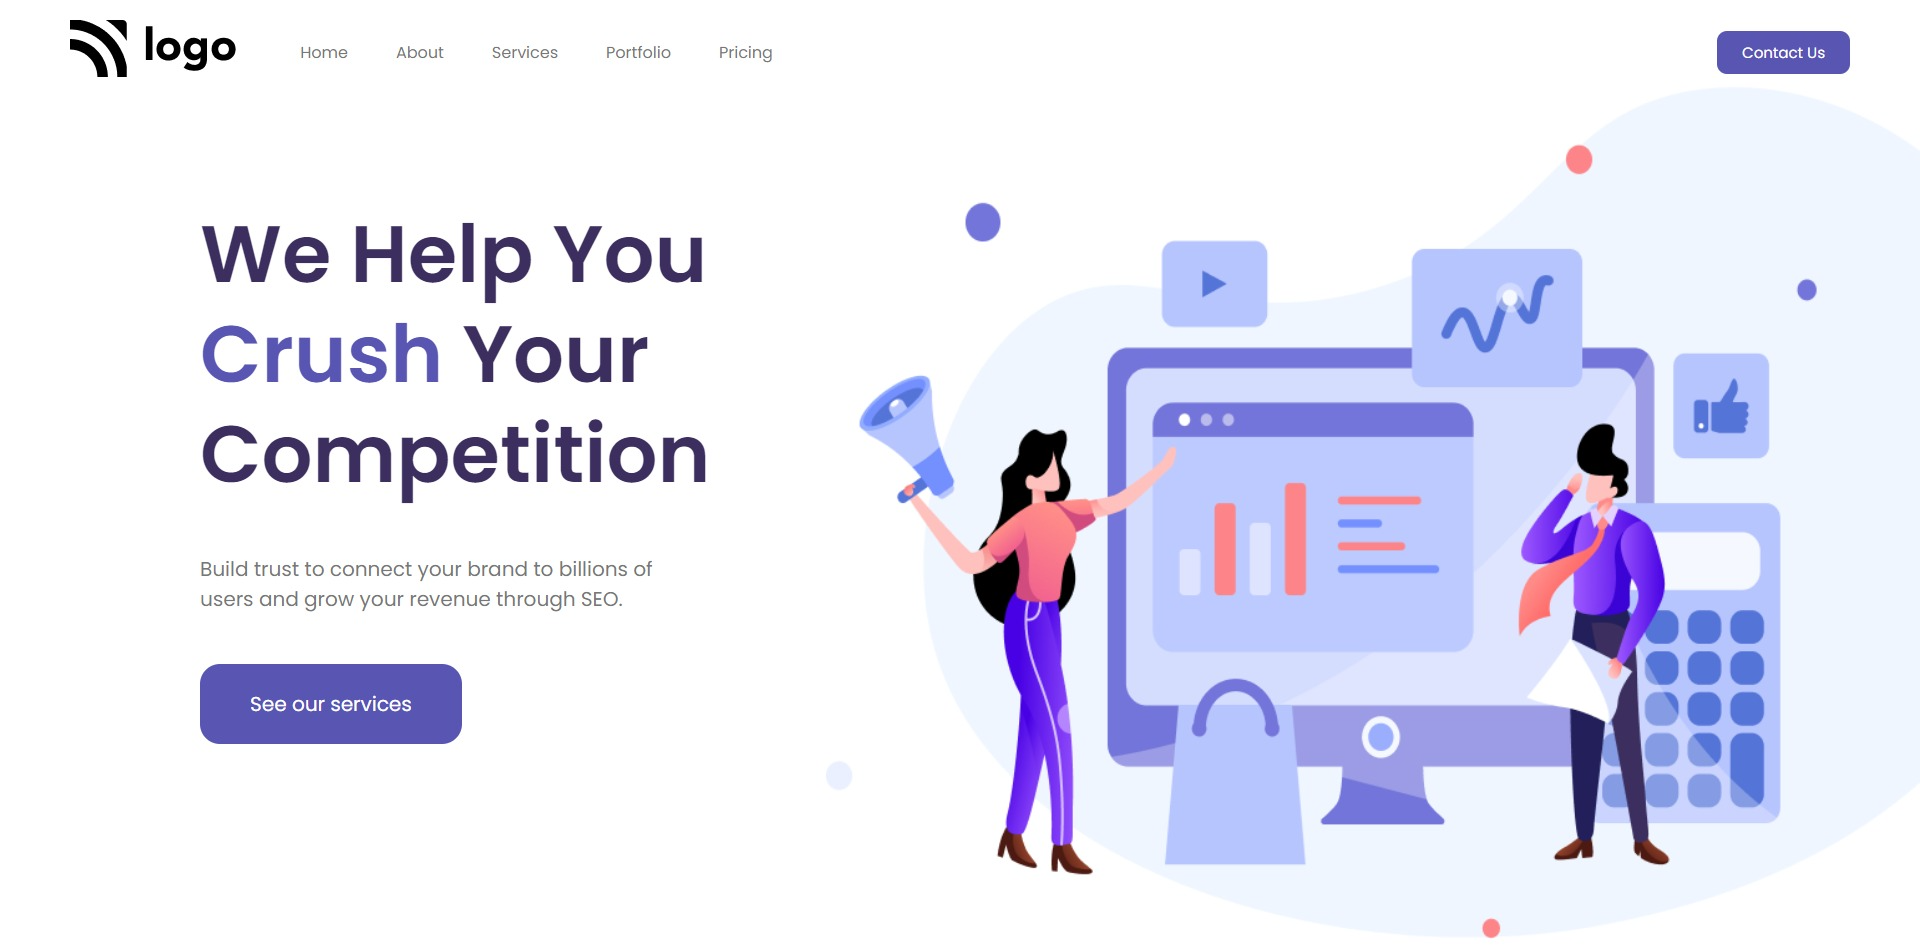 logo
Home About Services Portfolio Pricing
Contact Us
We Help You
Crush Your
Competition
Build trust to connect your brand to billions of
users and grow your revenue through SEO.
See our services